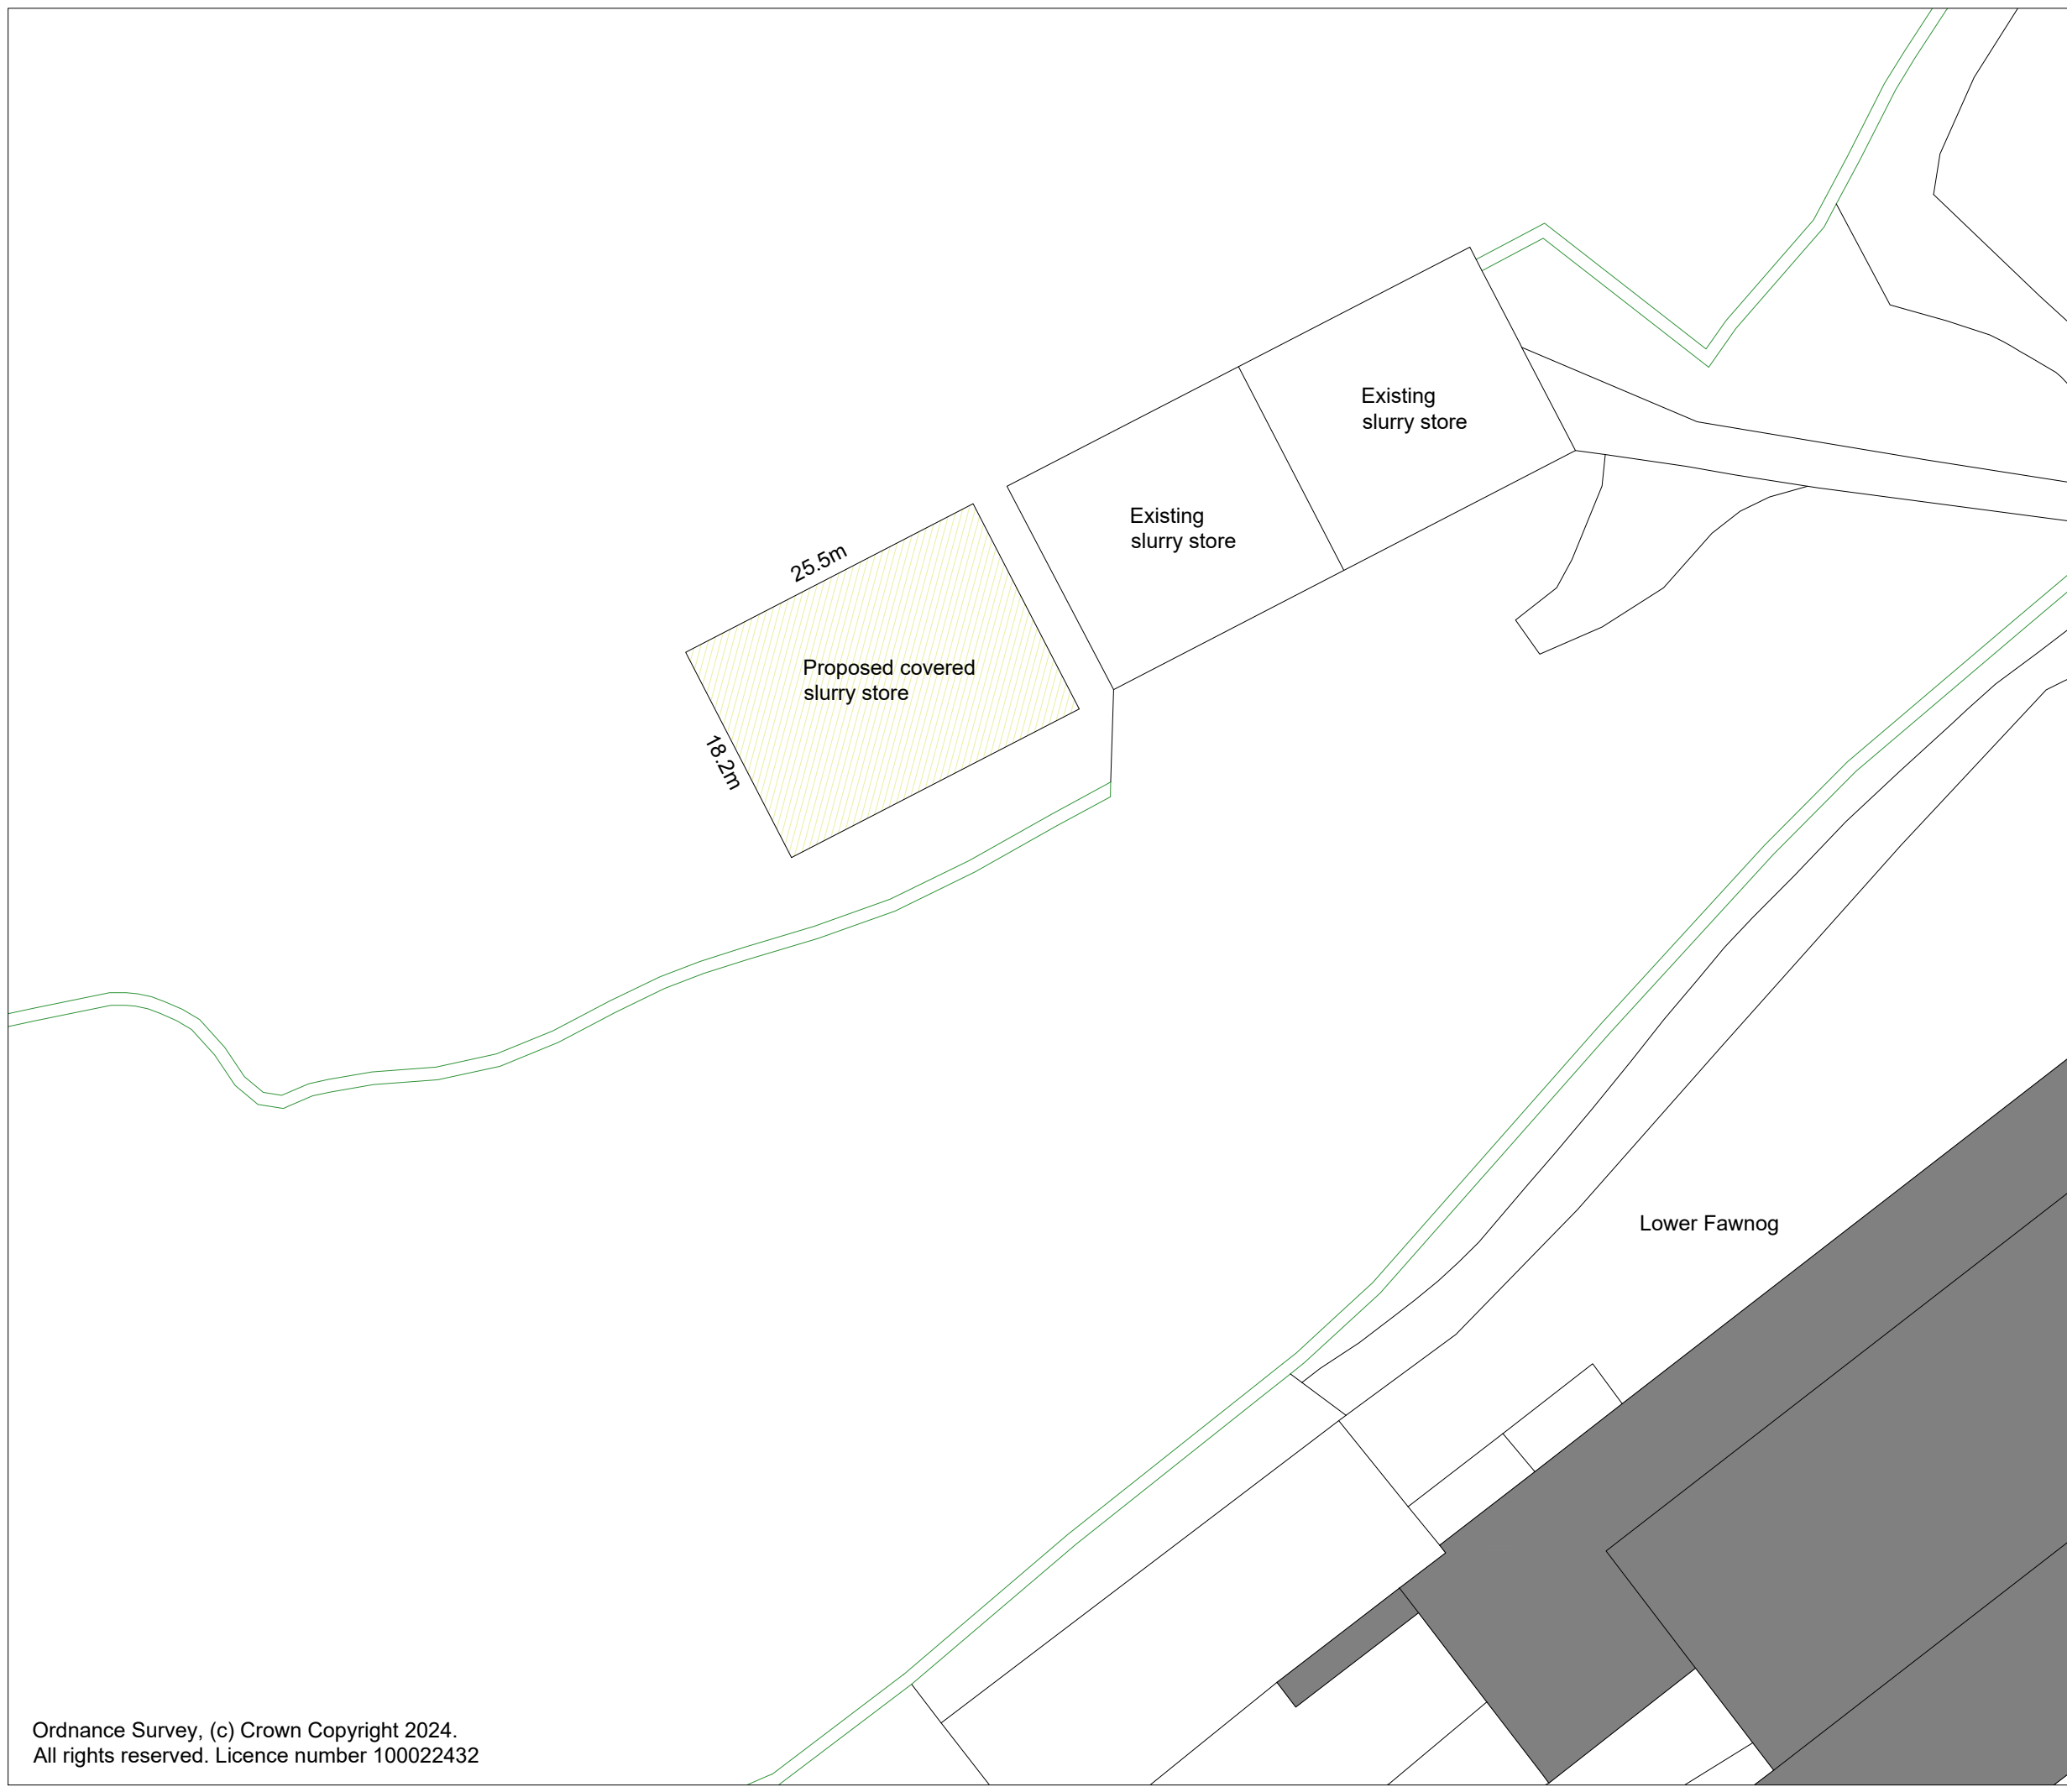 Existing
slurry store
Existing
slurry store
25.5m
Proposed covered
slurry store
18.2m
Lower Fawnog
Ordnance Survey, (c) Crown Copyright 2024.
All rights reserved. Licence number 100022432